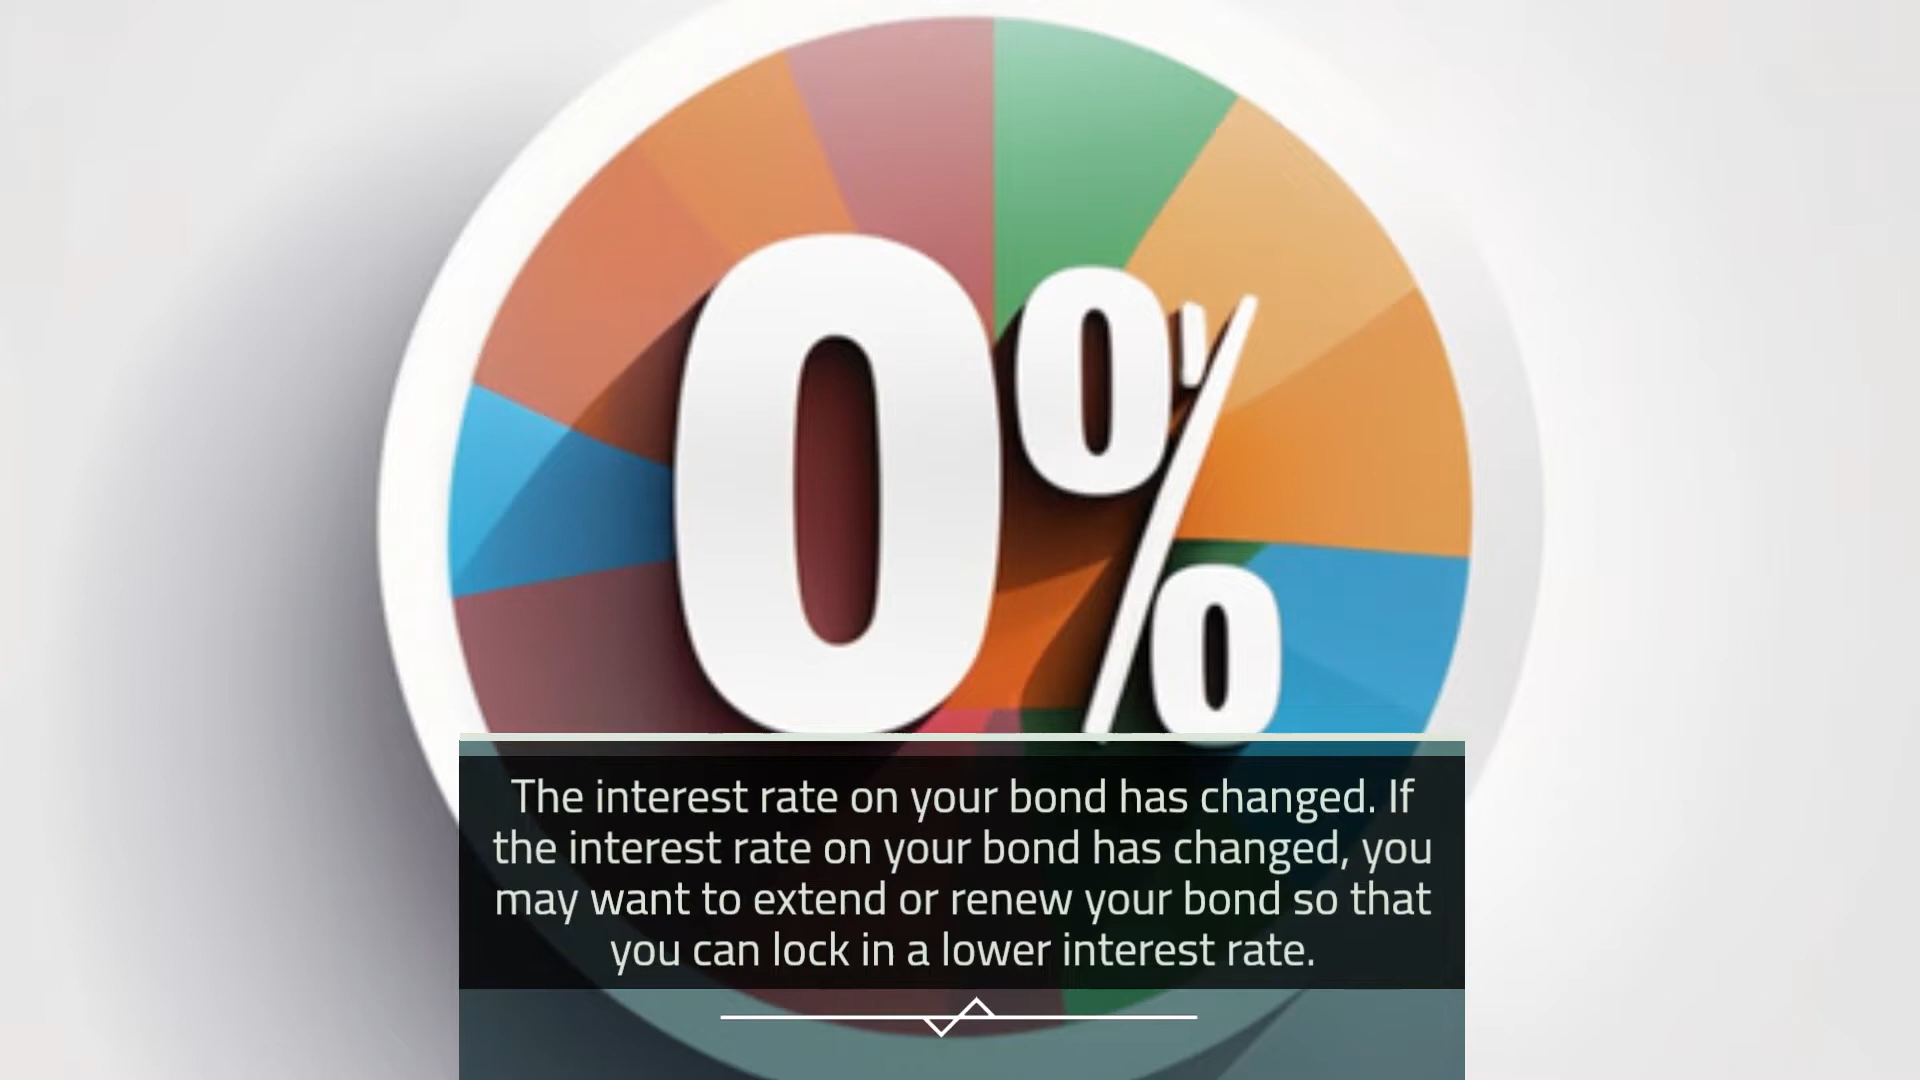 0%
The interest rate on your bond has changed. If
the interest rate on your bond has changed, you
may want to extend or renew your bond so that
you can lock in a lower interest rate.